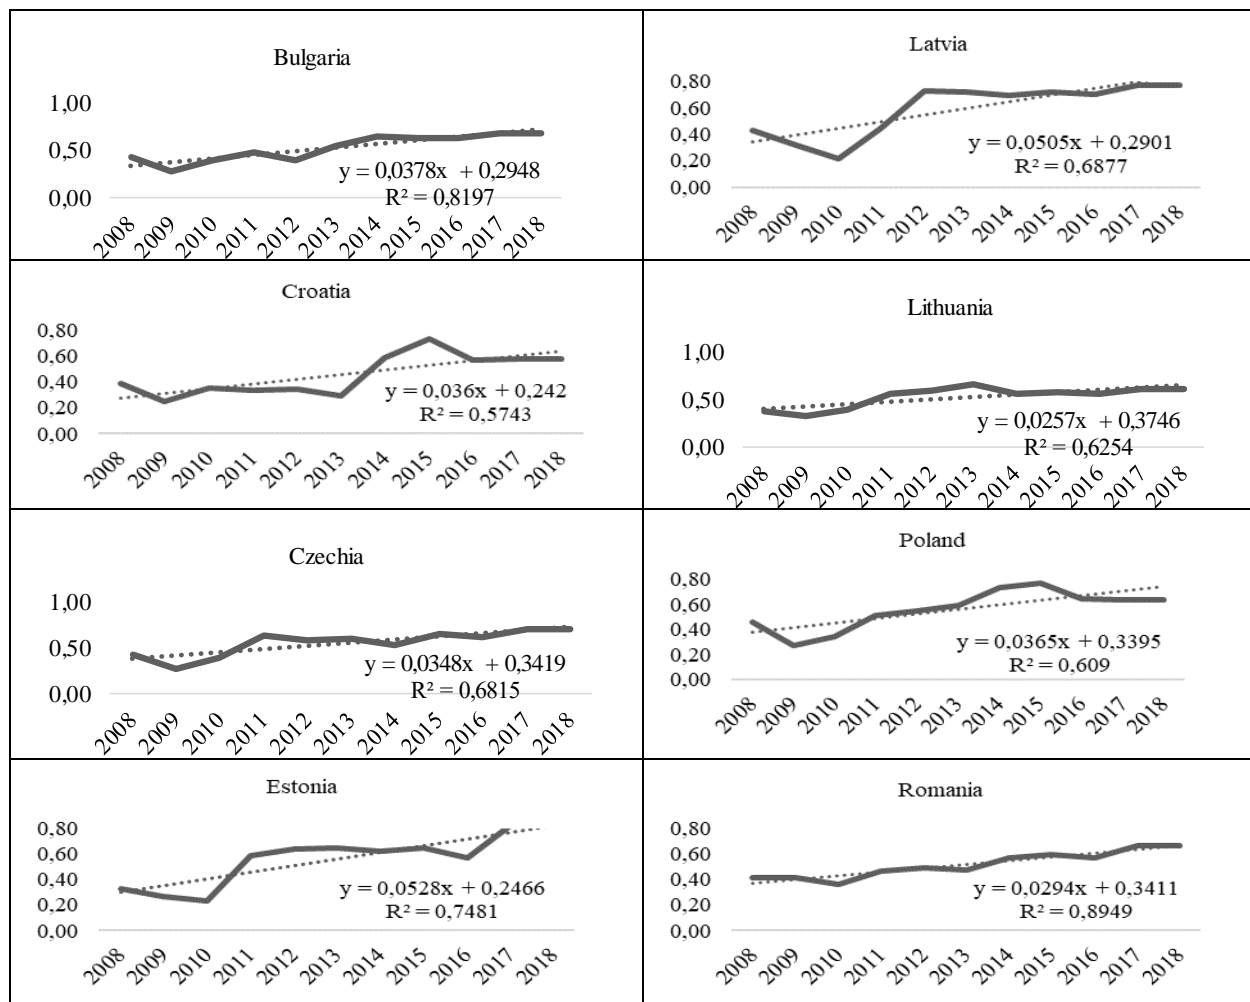 Bulgaria
1,00
0,50
0,00
y = 0,0378x + 0,2948
R² = 0,8197
2008 2009 2010 2011 2012 2013 2014 2015 2016 2017 2018
Latvia
0,80
0,60
0,40
0,20
0,00
y = 0,0505x + 0,2901
R² = 0,6877
2008 2009 2010 2011 2012 2013 2014 2015 2016 2017 2018
Croatia
0,80
0,60
0,40
0,20
0,00
y = 0,036x + 0,242
R² = 0,5743
2008 2009 2010 2011 2012 2013 2014 2015 2016 2017 2018
Lithuania
1,00
0,50
0,00
y = 0,0257x + 0,3746
R² = 0,6254
2008 2009 2010 2011 2012 2013 2014 2015 2016 2017 2018
Czechia
1,00
0,50
0,00
y = 0,0348x + 0,3419
R² = 0,6815
2008 2009 2010 2011 2012 2013 2014 2015 2016 2017 2018
Poland
0,80
0,60
0,40
0,20
0,00
y = 0,0365x + 0,3395
R² = 0,609
2008 2009 2010 2011 2012 2013 2014 2015 2016 2017 2018
Estonia
0,80
0,60
0,40
0,20
0,00
y = 0,0528x + 0,2466
R² = 0,7481
2008 2009 2010 2011 2012 2013 2014 2015 2016 2017 2018
Romania
0,80
0,60
0,40
0,20
0,00
y = 0,0294x + 0,3411
R² = 0,8949
2008 2009 2010 2011 2012 2013 2014 2015 2016 2017 2018